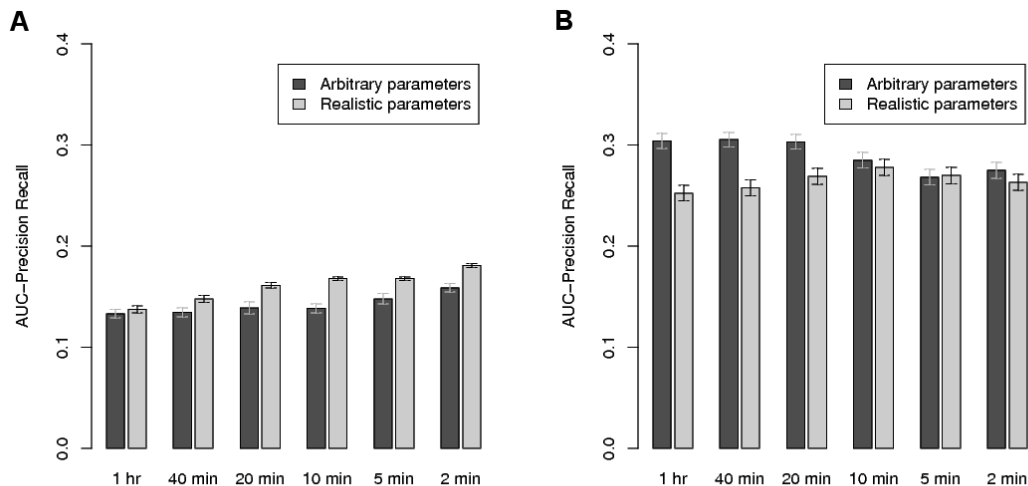 A
0.4
0.3
0.2
0.1
0.0
AUC–Precision Recall
Arbitrary parameters
Realistic parameters
1 hr 40 min 20 min 10 min 5 min 2 min
B
0.4
0.3
0.2
0.1
0.0
AUC–Precision Recall
Arbitrary parameters
Realistic parameters
1 hr 40 min 20 min 10 min 5 min 2 min